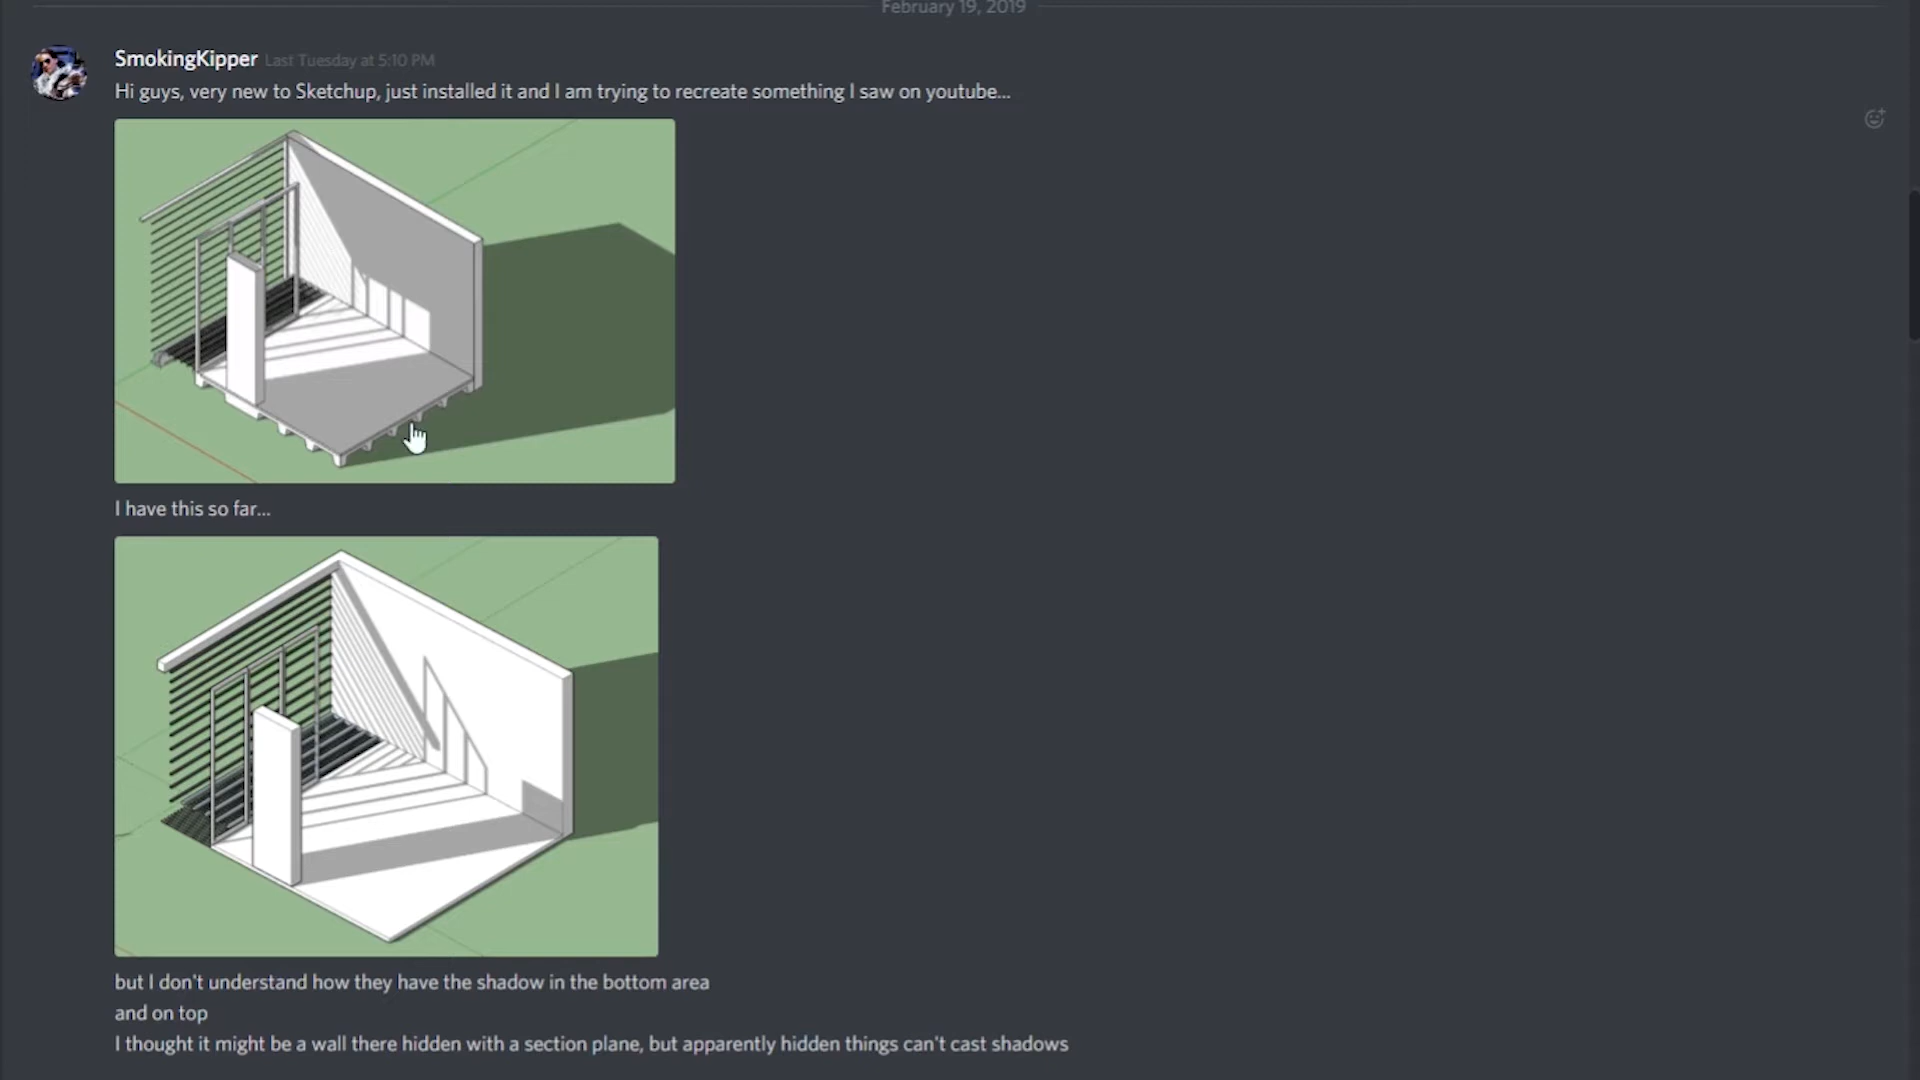 February 19, 2019
SmokingKipper Last Tuesday at 5:10 PM
Hi guys, very new to Sketchup, just installed it and I am trying to recreate something I saw on youtube...
I have this so far...
but I don't understand how they have the shadow in the bottom area
and on top
I thought it might be a wall there hidden with a section plane, but apparently hidden things can't cast shadows